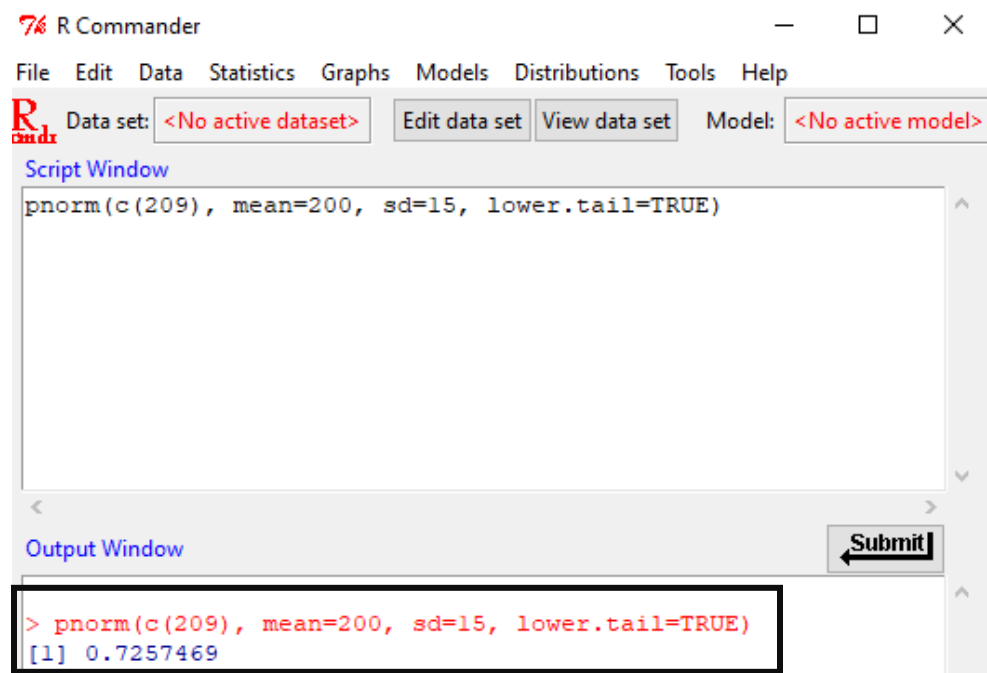 R Commander
File Edit Data Statistics Graphs Models Distributions Tools Help
R cmdr Data set: <No active dataset> Edit data set View data set Model: <No active model>
Script Window
pnorm(c(209), mean=200, sd=15, lower.tail=TRUE)
Output Window Submit
> pnorm(c(209), mean=200, sd=15, lower.tail=TRUE)
[1] 0.7257469